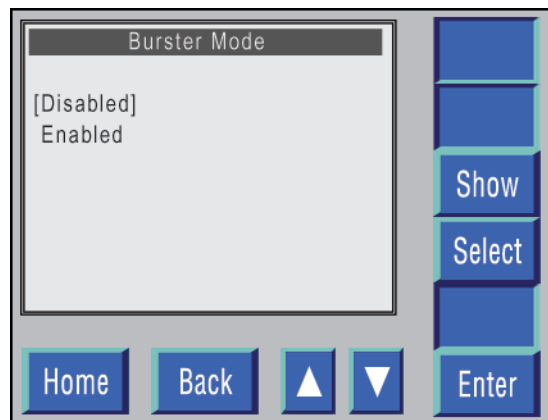 Burster Mode
[Disabled]
Enabled
Show
Select
Home
Back
Enter